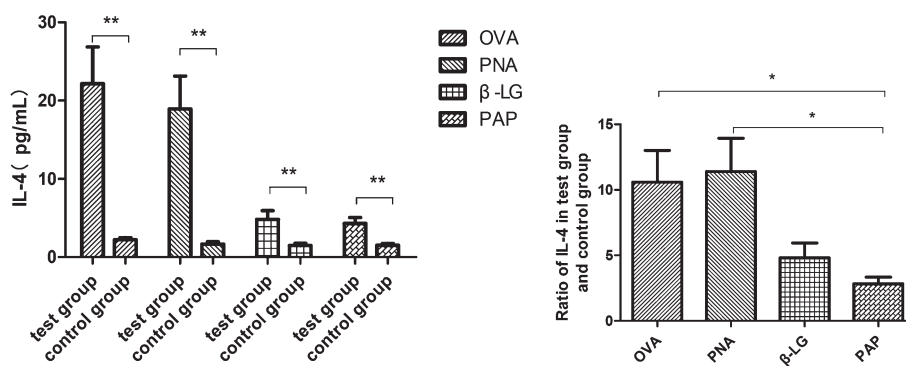 IL-4( pg/mL)
30
20
10
0
**
**
**
**
test group
control group
test group
control group
test group
control group
test group
control group
OVA
PNA
β-LG
PAP
Ratio of IL-4 in test group
and control group
15
10
5
0
*
*
OVA
PNA
β-LG
PAP